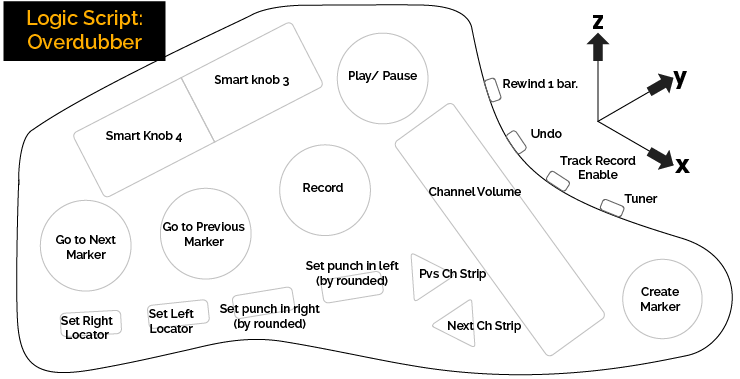 Logic Script:
Overdubber
z
y
x
Smart knob 3
Play/ Pause
Rewind 1 bar.
Smart Knob 4
Undo
Track Record
Enable
Record
Channel Volume
Tuner
Go to Next
Marker
Go to Previous
Marker
Set punch in left
(by rounded)
Pvs Ch Strip
Create
Marker
Set Right
Locator
Set Left
Locator
Set punch in right
(by rounded)
Next Ch Strip